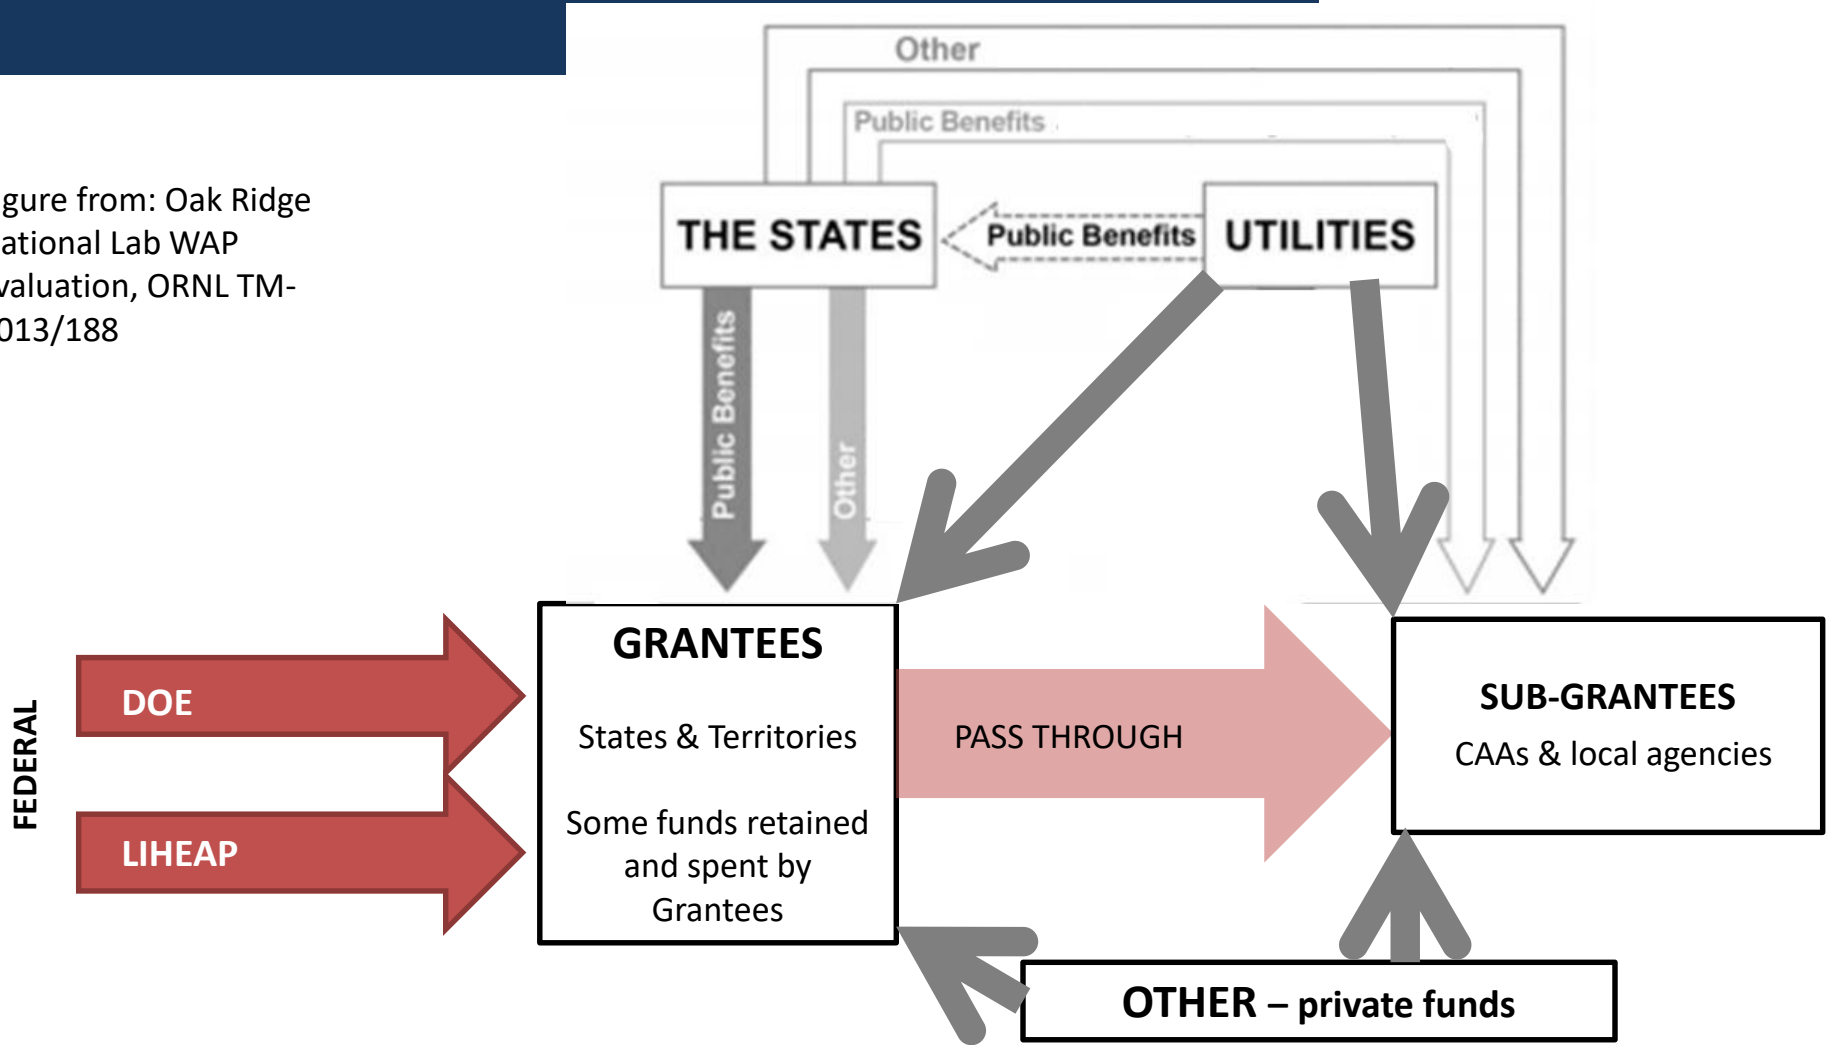 Other
Public Benefits
igure from: Oak Ridge
ational Lab WAP
valuation, ORNL TM-
013/188
THE STATES
Public Benefits
UTILITIES
Public Benefits
Other
FEDERAL
DOE
LIHEAP
GRANTEES
States & Territories
Some funds retained
and spent by
Grantees
PASS THROUGH
SUB-GRANTEES
CAAs & local agencies
OTHER – private funds